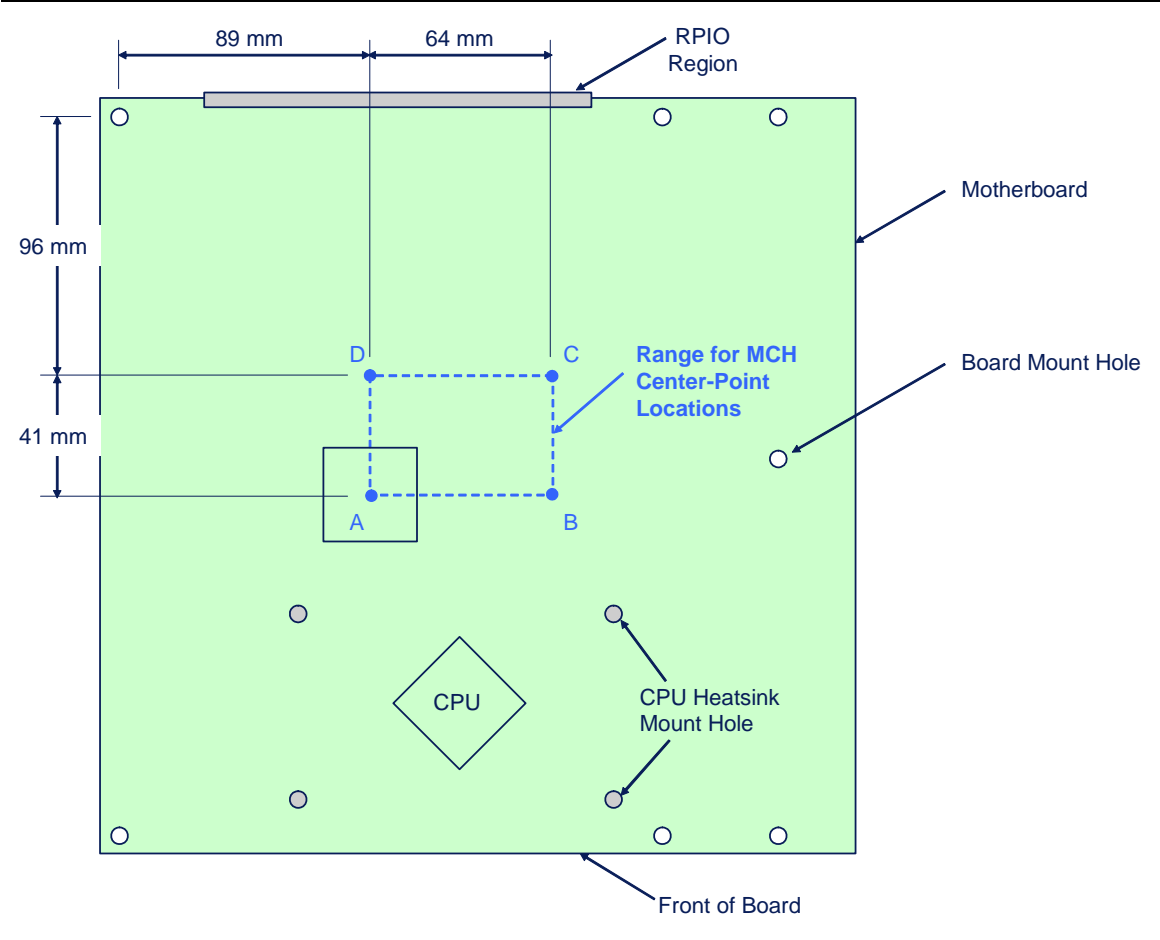 89 mm
64 mm
RPIO
Region
Motherboard
96 mm
D
C
Range for MCH
Center-Point
Locations
Board Mount Hole
41 mm
A
B
CPU
CPU Heatsink
Mount Hole
Front of Board